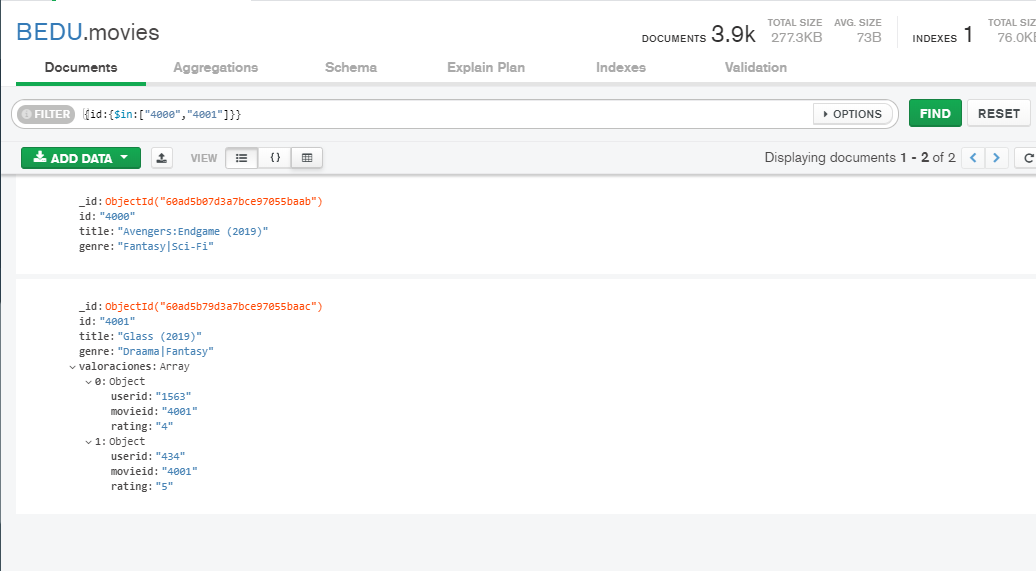 BEDU.movies
DOCUMENTS 3.9k TOTAL SIZE 277.3KB AVG. SIZE 73B INDEXES 1 TOTAL 76.0K
Documents Aggregations Schema Explain Plan Indexes Validation
FILTER {id:{$in:["4000","4001"]}} OPTIONS FIND RESET
ADD DATA VIEW {} Displaying documents 1 - 2 of 2
_id:ObjectId("60ad5b07d3a7bce97055baab")
id:"4000"
title:"Avengers:Endgame (2019)"
genre:"Fantasy|Sci-Fi"
_id:ObjectId("60ad5b79d3a7bce97055baac")
id:"4001"
title:"Glass (2019)"
genre:"Draama|Fantasy"
valoraciones:Array
0:Object
userid:"1563"
movieid:"4001"
rating:"4"
1:Object
userid:"434"
movieid:"4001"
rating:"5"